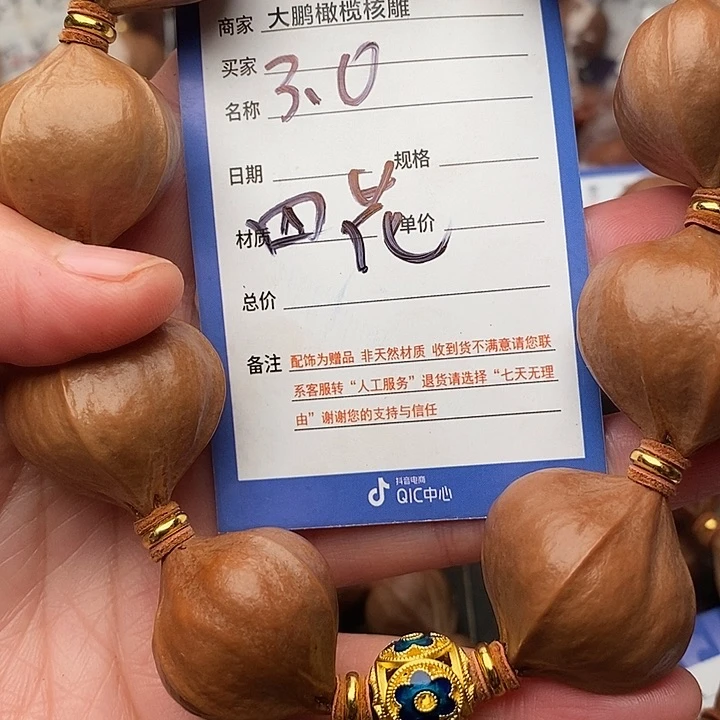 商家 大鹏橄榄核雕
买家
3.0
名称
日期 规格
材质 单价
四花
总价
备注 配饰为赠品 非天然材质 收到货不满意请您联
系客服转“人工服务”退货请选择“七天无理
由”谢谢您的支持与信任
抖音电商
QIC中心